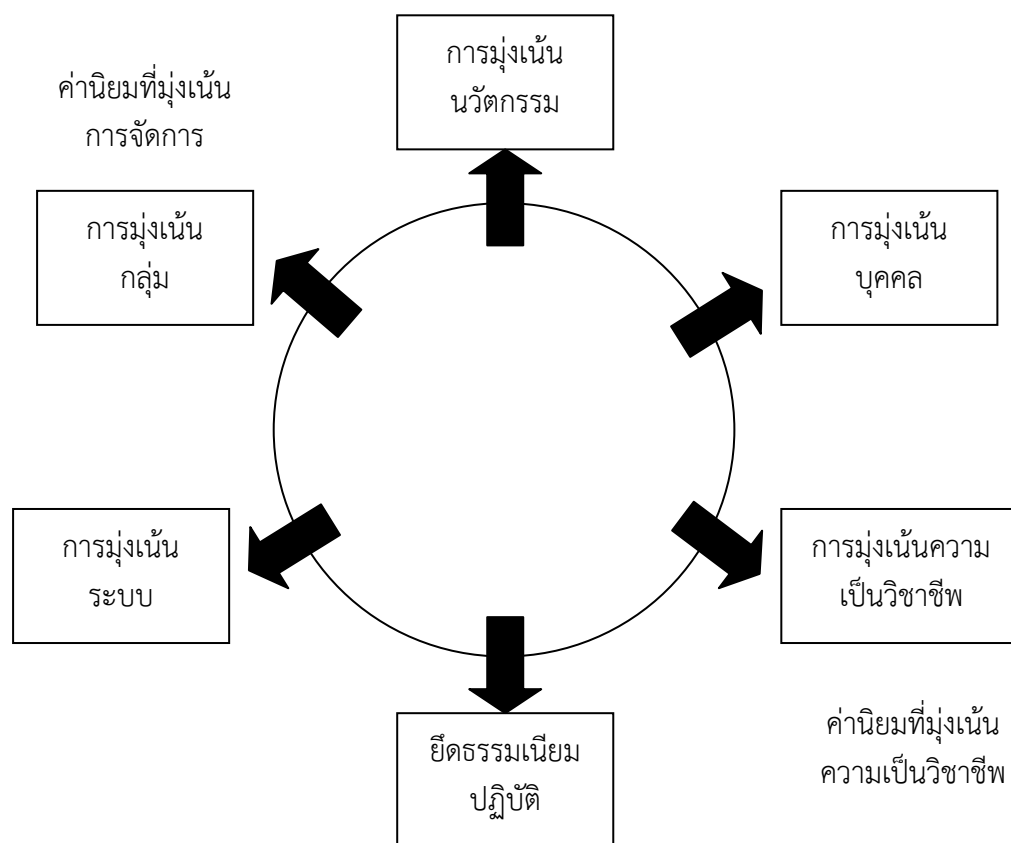 การมุ่งเน้น
นวัตกรรม
ค่านิยมที่มุ่งเน้น
การจัดการ
การมุ่งเน้น
กลุ่ม
การมุ่งเน้น
บุคคล
การมุ่งเน้น
ระบบ
การมุ่งเน้นความ
เป็นวิชาชีพ
ยึดธรรมเนียม
ปฏิบัติ
ค่านิยมที่มุ่งเน้น
ความเป็นวิชาชีพ